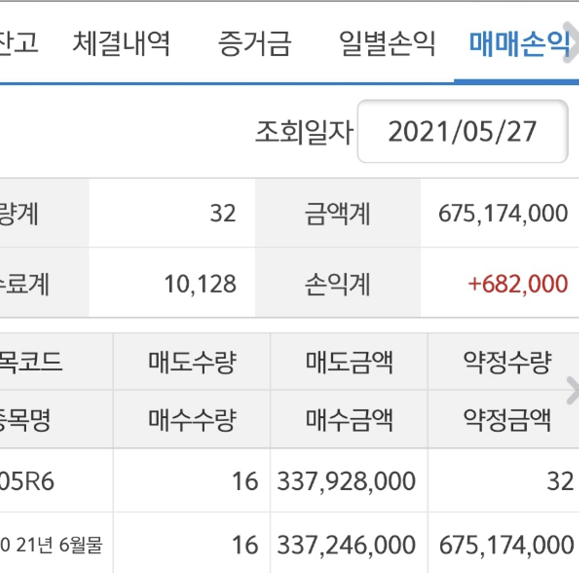 잔고 체결내역 증거금 일별손익 매매손익
조회일자 2021/05/27
량계 32 금액계 675,174,000
수료계 10,128 손익계 +682,000
목코드 매도수량 매도금액 약정수량
종목명 매수수량 매수금액 약정금액
05R6 16 337,928,000 32
0 21년 6월물 16 337,246,000 675,174,000